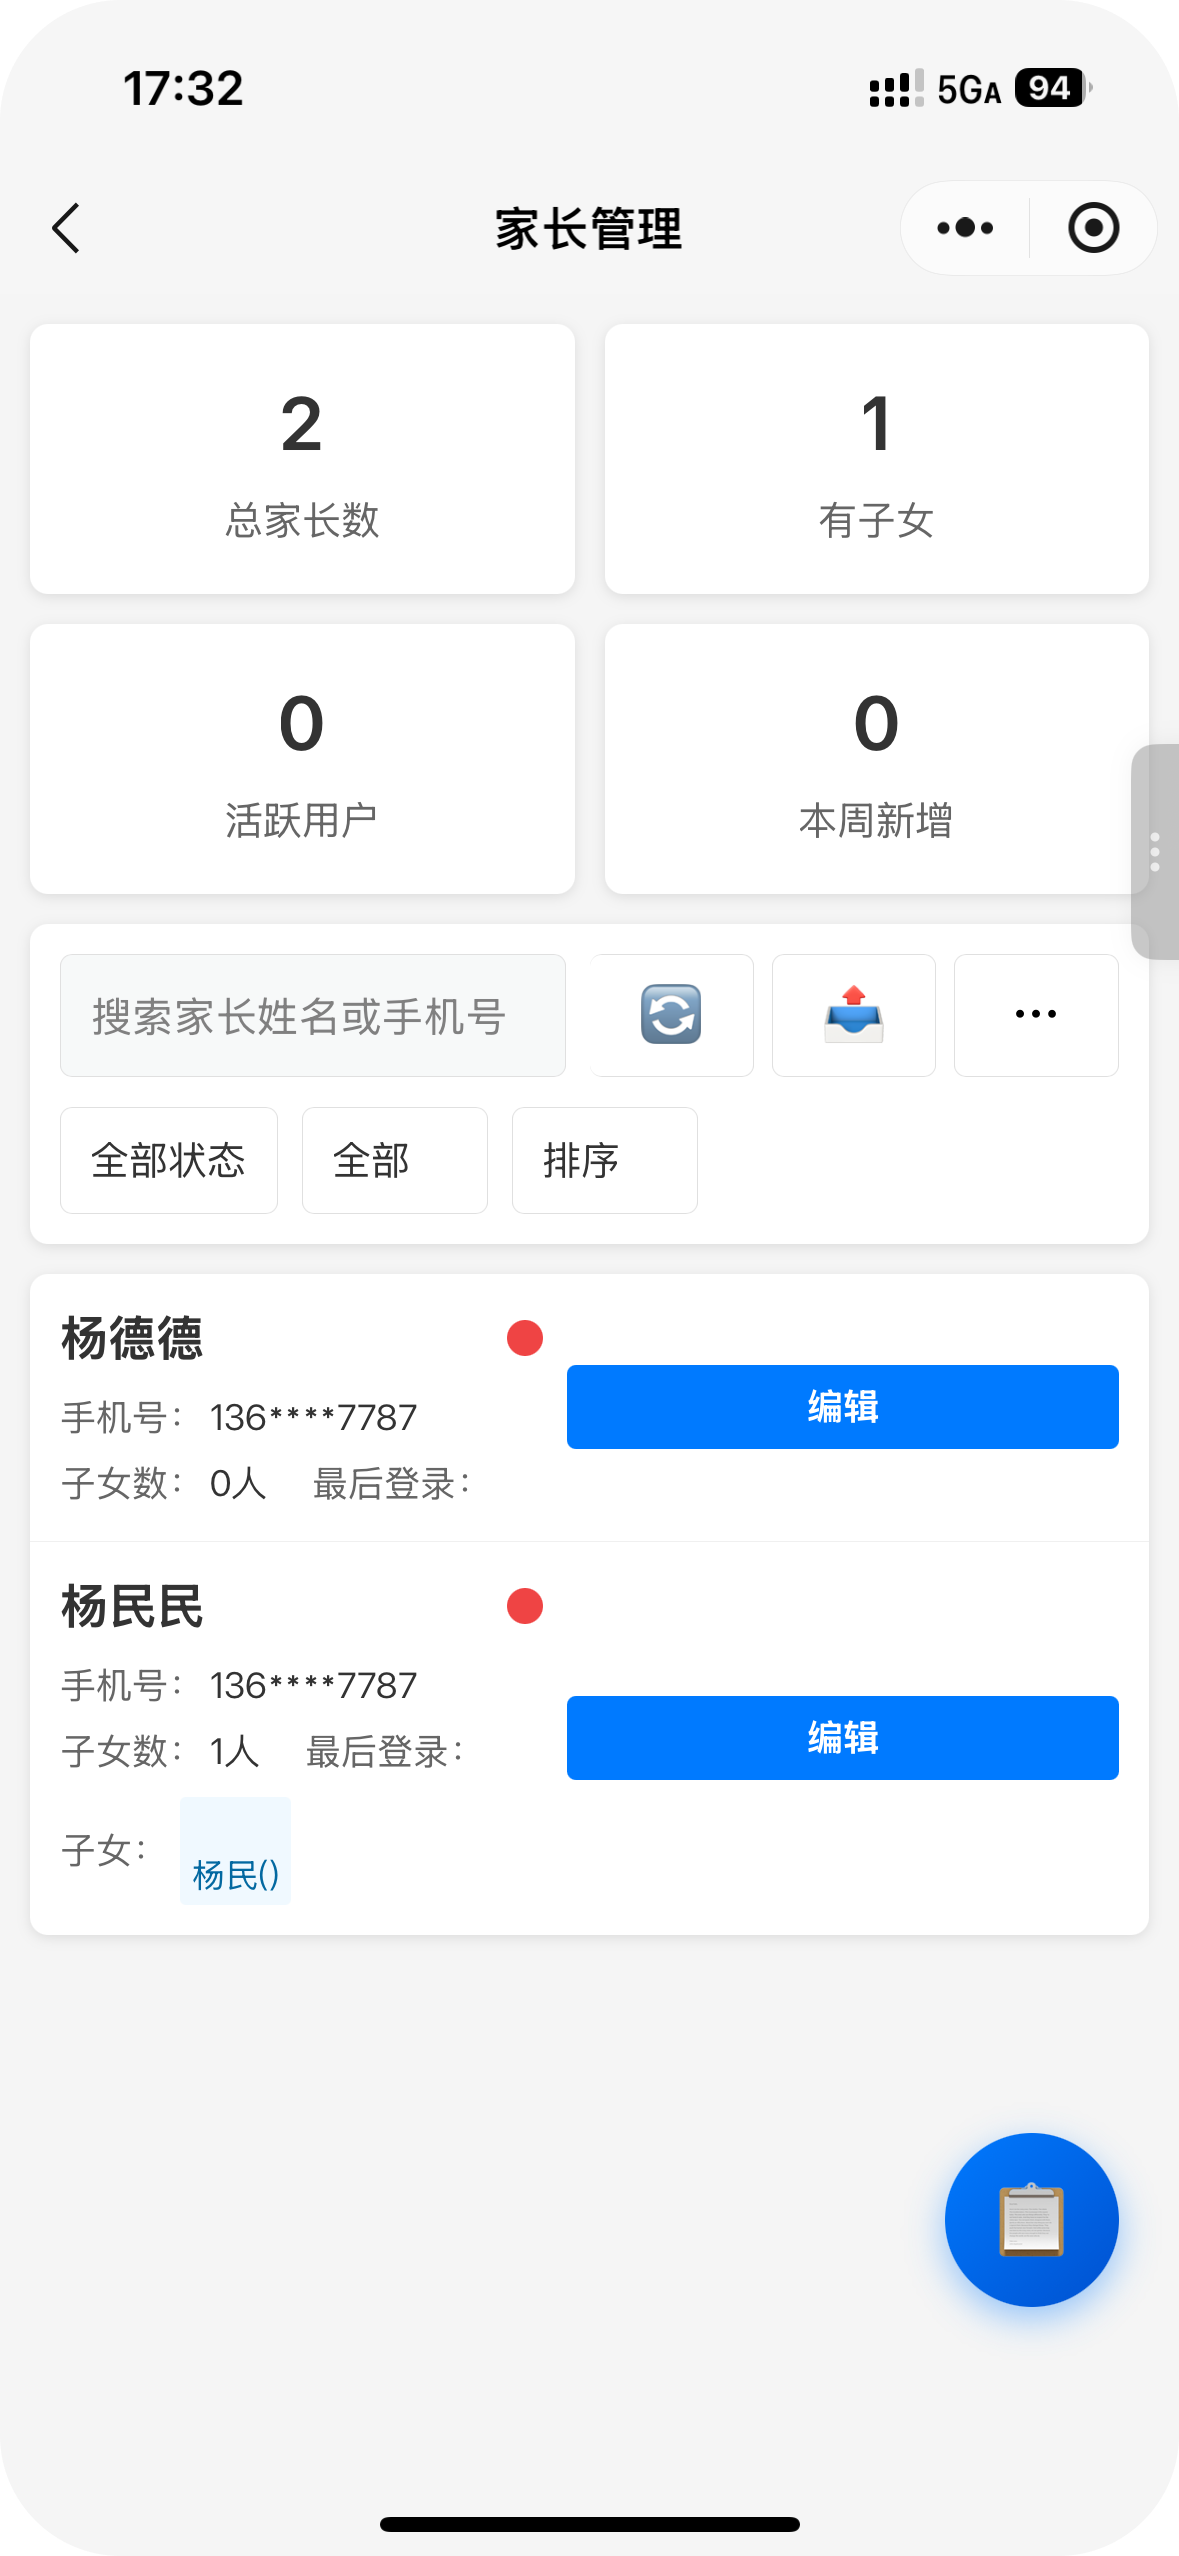 17:32 5GA 94
家长管理
2
总家长数
1
有子女
0
活跃用户
0
本周新增
搜索家长姓名或手机号
全部状态 全部 排序
杨德德
编辑
手机号： 136****7787
子女数： 0人 最后登录：
杨民民
手机号： 136****7787
编辑
子女数： 1人 最后登录：
子女： 杨民()